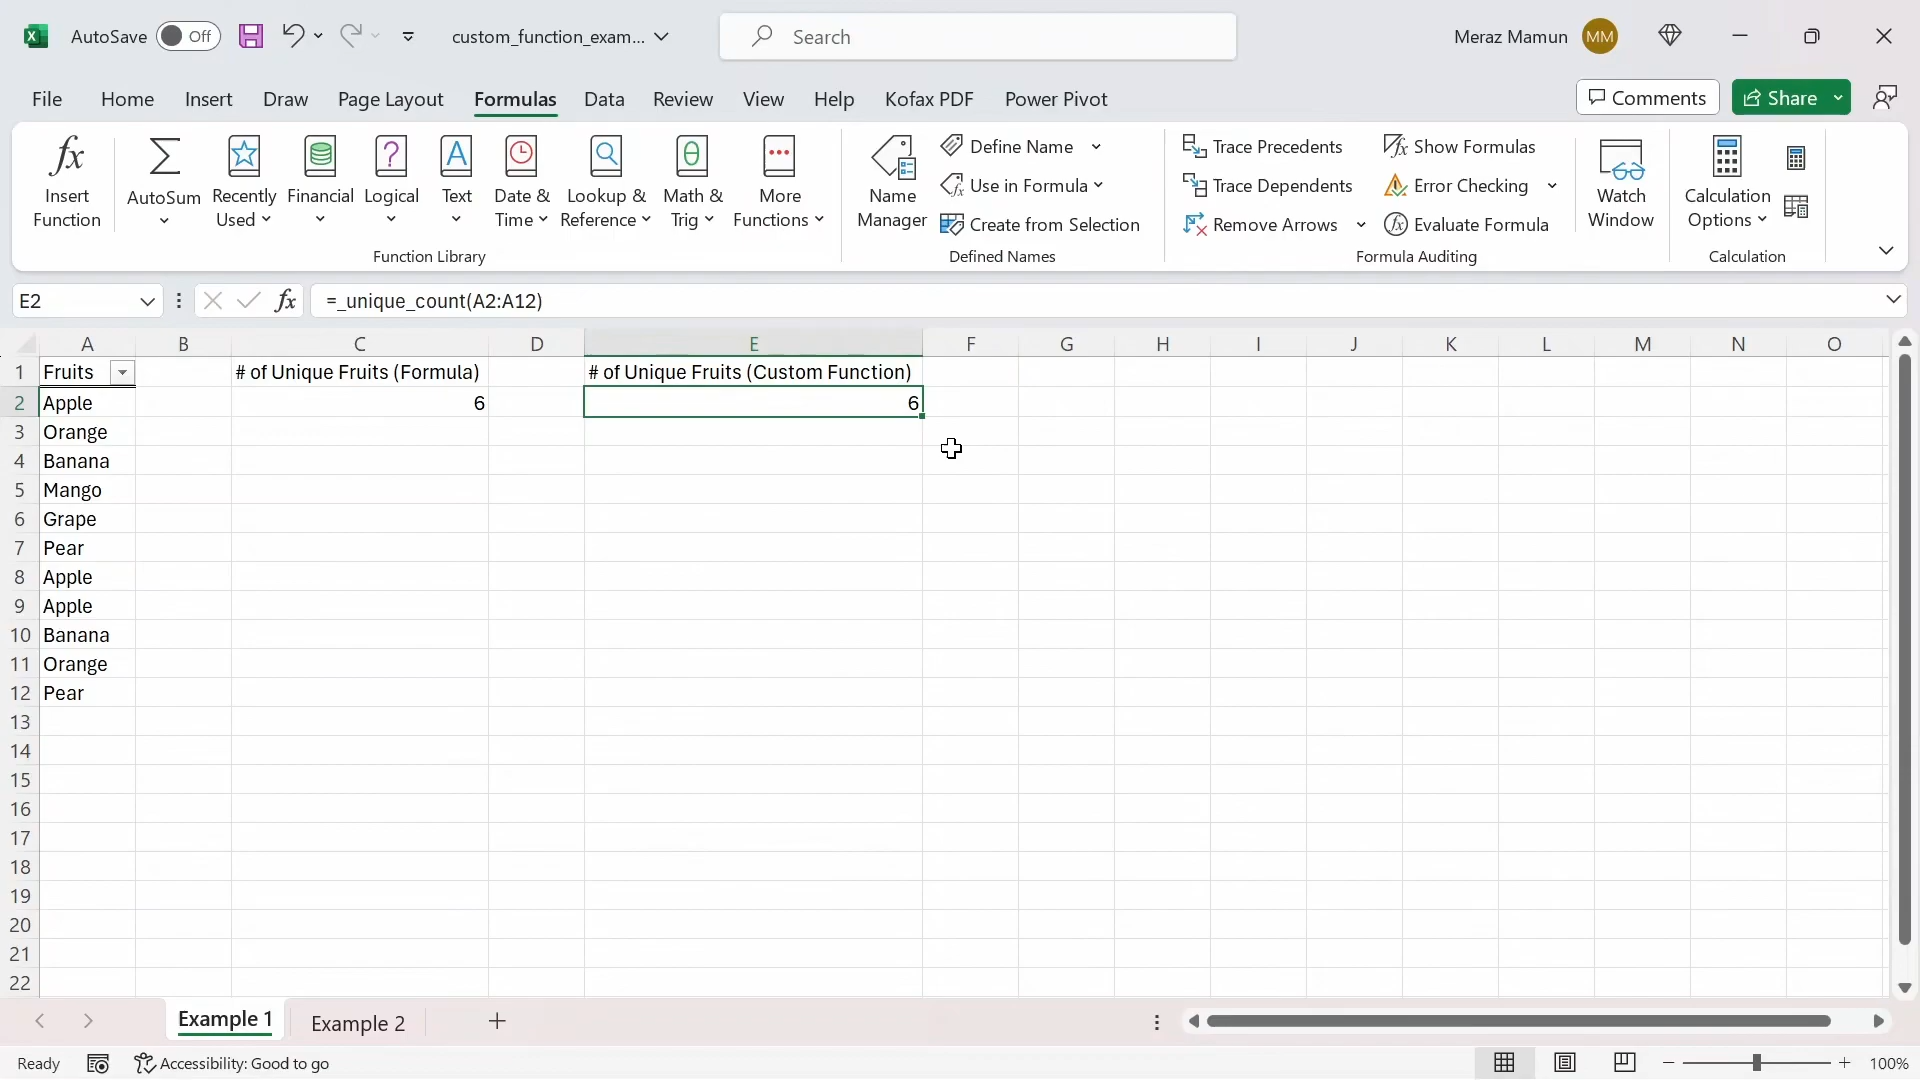 AutoSave Off custom_function_exam... Search Meraz Mamun MM
File Home Insert Draw Page Layout Formulas Data Review View Help Kofax PDF Power Pivot Comments Share
Insert Function
AutoSum
Recently Used
Financial
Logical
Text
Date & Time
Lookup & Reference
Math & Trig
More Functions
Function Library
Name Manager
Define Name
Use in Formula
Create from Selection
Defined Names
Trace Precedents
Trace Dependents
Remove Arrows
Show Formulas
Error Checking
Evaluate Formula
Formula Auditing
Watch Window
Calculation Options
Calculation
E2 fx =_unique_count(A2:A12)
A B C D E F G H I J K L M N O
1 Fruits # of Unique Fruits (Formula) # of Unique Fruits (Custom Function)
2 Apple 6 6
3 Orange
4 Banana
5 Mango
6 Grape
7 Pear
8 Apple
9 Apple
10 Banana
11 Orange
12 Pear
13
14
15
16
17
18
19
20
21
22
Example 1 Example 2
Ready Accessibility: Good to go 100%